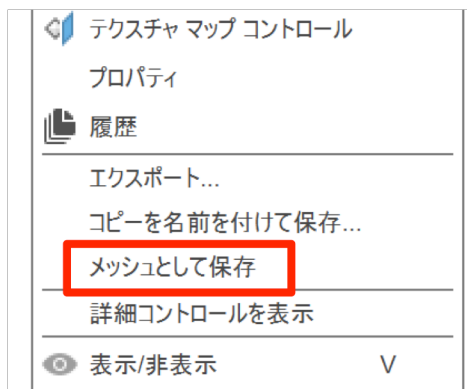 テクスチャ マップ コントロール
プロパティ
履歴
エクスポート...
コピーを名前を付けて保存...
メッシュとして保存
詳細コントロールを表示
表示/非表示 V